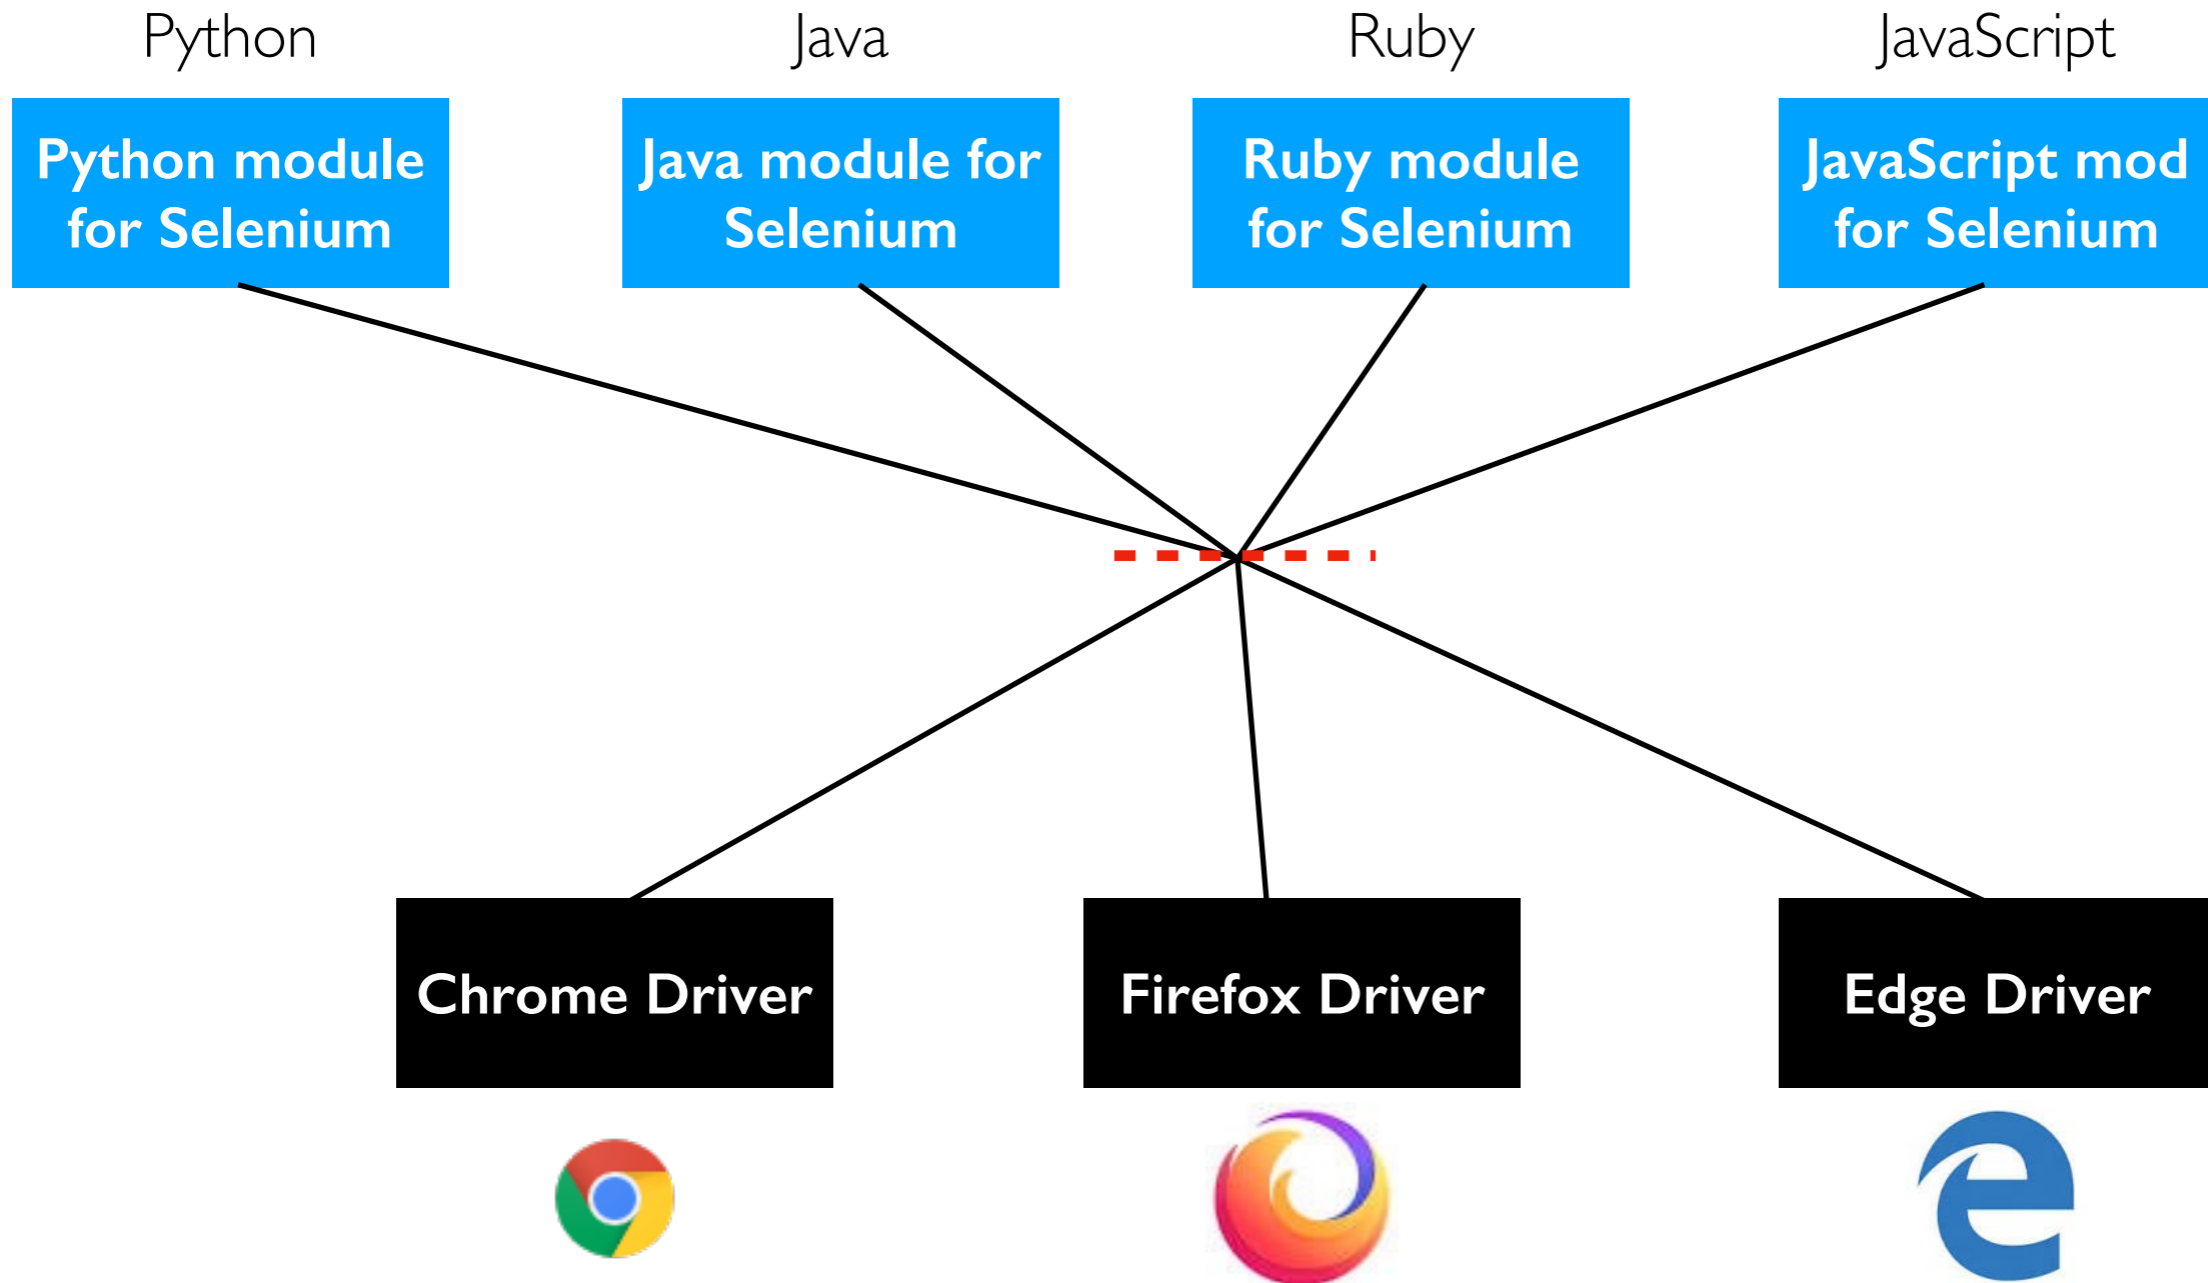 Python
Java
Ruby
JavaScript
Python module
for Selenium
Java module for
Selenium
Ruby module
for Selenium
JavaScript mod
for Selenium
Chrome Driver
Firefox Driver
Edge Driver